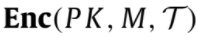 Enc(PK, M, 𝒯)